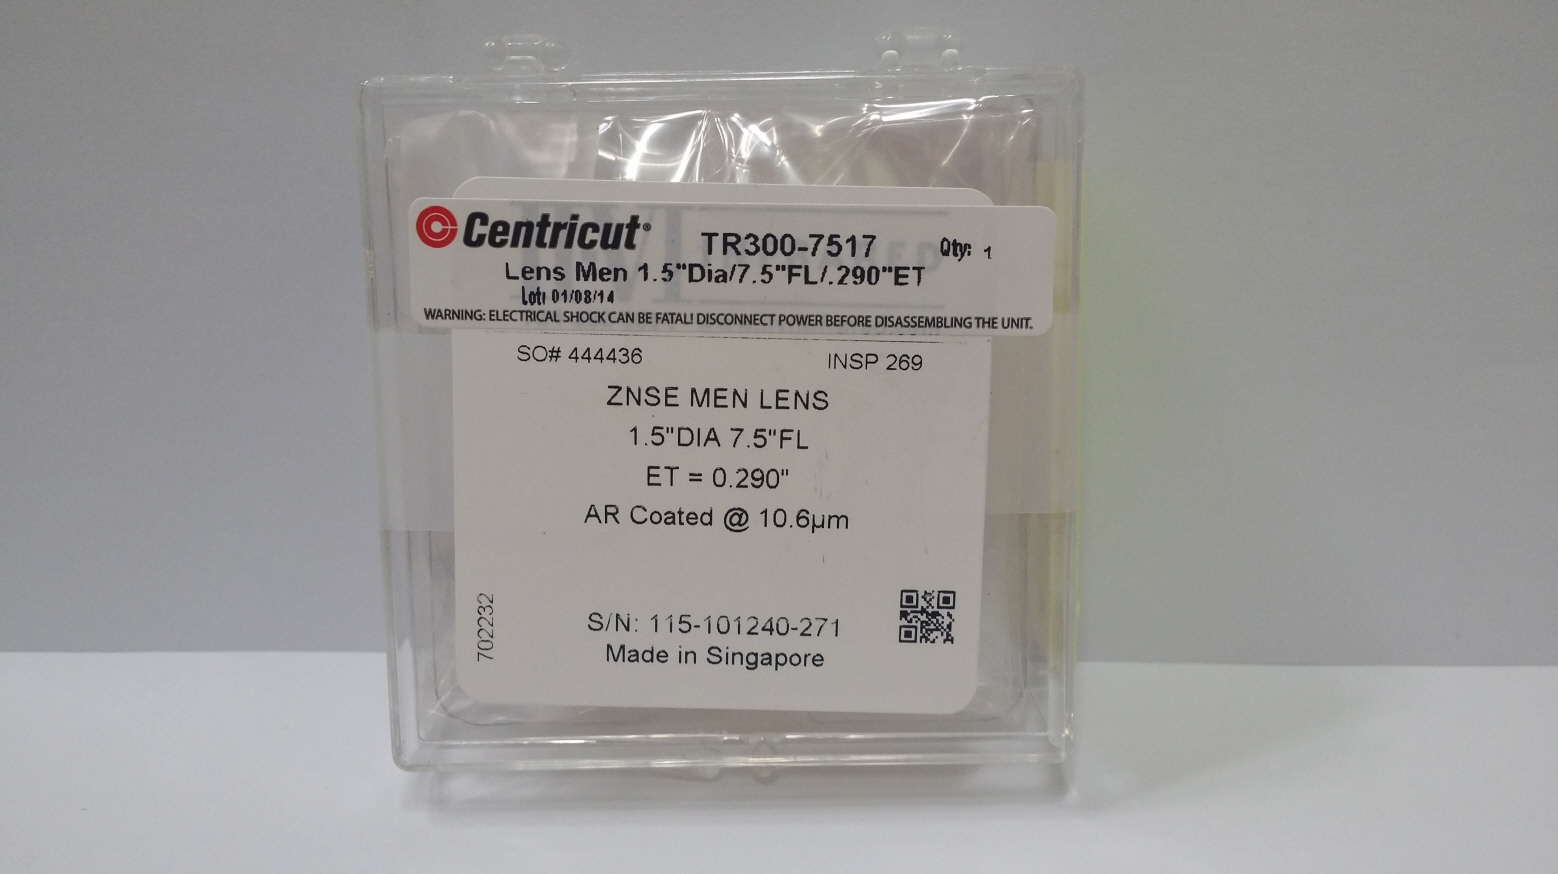 Centricut® TR300-7517 Qty: 1
Lens Men 1.5"Dia/7.5"FL/.290"ET
Lot: 01/08/14
WARNING: ELECTRICAL SHOCK CAN BE FATAL! DISCONNECT POWER BEFORE DISASSEMBLING THE UNIT.
SO# 444436 INSP 269
ZNSE MEN LENS
1.5"DIA 7.5"FL
ET = 0.290"
AR Coated @ 10.6µm
702232
S/N: 115-101240-271
Made in Singapore